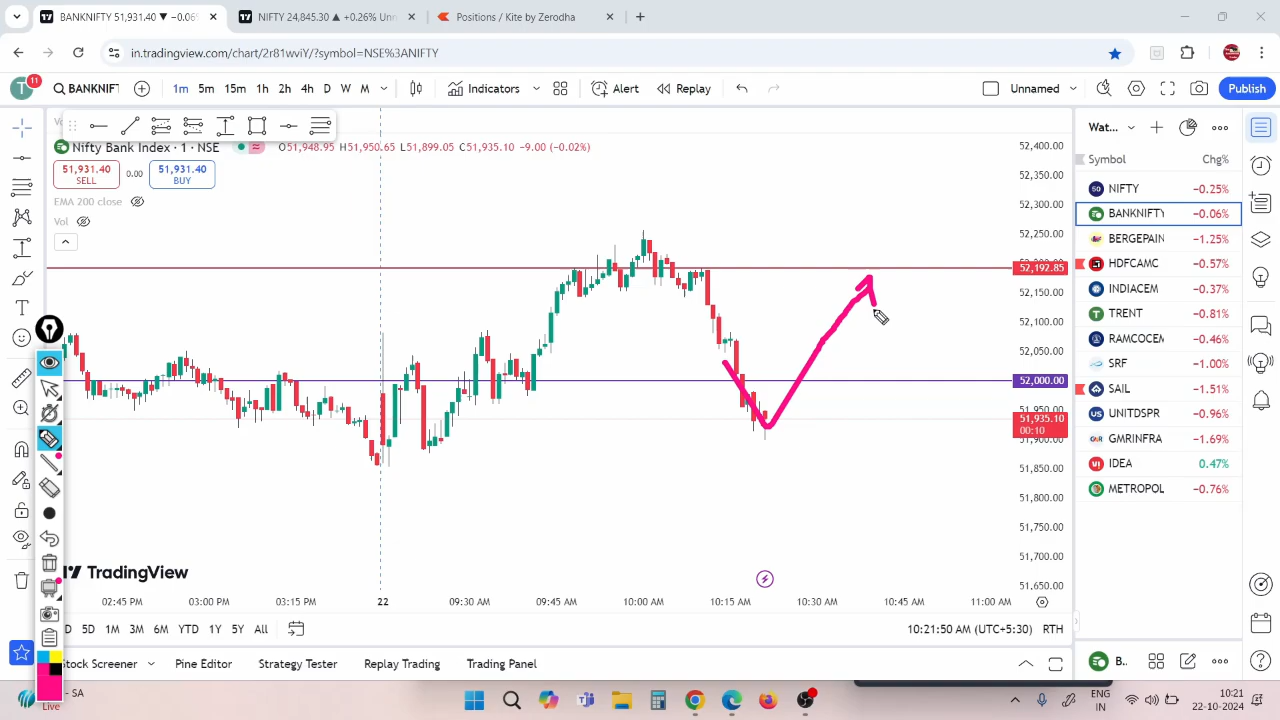 BANKNIFTY 51,931.40 ▼ −0.06%
NIFTY 24,845.30 ▲ +0.26% Unn
Positions / Kite by Zerodha
in.tradingview.com/chart/2r81wviY/?symbol=NSE%3ANIFTY
T 11
BANKNIF
1m 5m 15m 1h 2h 4h D W M
Indicators
Alert
Replay
Unnamed
Publish
Nifty Bank Index · 1 · NSE
O51,948.95 H51,950.65 L51,899.05 C51,935.10 −9.00 (−0.02%)
51,931.40
SELL
0.00
51,931.40
BUY
EMA 200 close
Vol
52,400.00
52,350.00
52,300.00
52,250.00
52,192.85
52,150.00
52,100.00
52,050.00
52,000.00
51,950.00
51,935.10
00:10
51,900.00
51,850.00
51,800.00
51,750.00
51,700.00
51,650.00
TradingView
02:45 PM 03:00 PM 03:15 PM 22 09:30 AM 09:45 AM 10:00 AM 10:15 AM 10:30 AM 10:45 AM 11:00 AM
D 5D 1M 3M 6M YTD 1Y 5Y All
10:21:50 AM (UTC+5:30) RTH
Stock Screener
Pine Editor
Strategy Tester
Replay Trading
Trading Panel
Wat...
Symbol Chg%
50 NIFTY −0.25%
BANKNIFTY −0.06%
BERGEPAIN −1.25%
HDFCAMC −0.57%
INDIACEM −0.37%
TRENT −0.81%
RAMCOCEM −0.46%
SRF −1.00%
SAIL −1.51%
UNITDSPR −0.96%
GMRINFRA −1.69%
IDEA 0.47%
METROPOL −0.76%
B..
- SA
Live
ENG
IN
10:21
22-10-2024